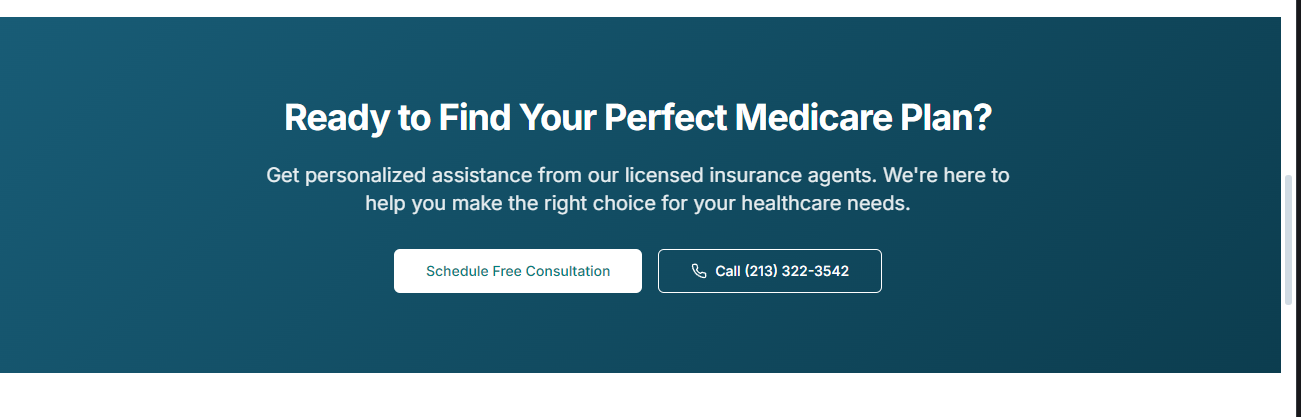 Ready to Find Your Perfect Medicare Plan?
Get personalized assistance from our licensed insurance agents. We're here to
help you make the right choice for your healthcare needs.
Schedule Free Consultation
Call (213) 322-3542